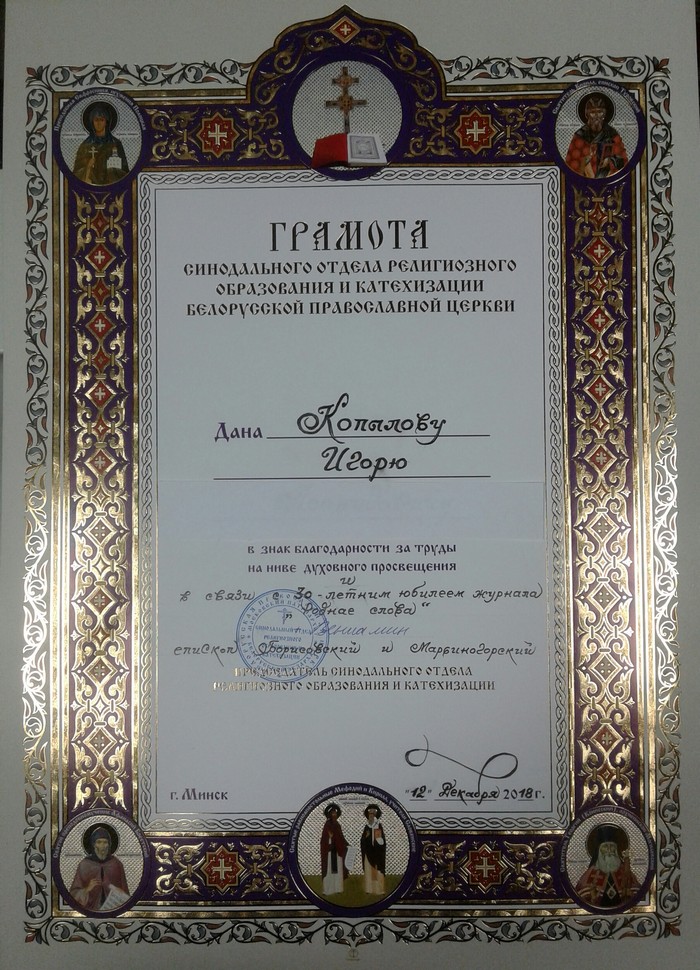 ГРАМОТА
СИНОДАЛЬНОГО ОТДЕЛА РЕЛИГИОЗНОГО
ОБРАЗОВАНИЯ И КАТЕХИЗАЦИИ
БЕЛОРУССКОЙ ПРАВОСЛАВНОЙ ЦЕРКВИ
Дана Копылову
Игорю
в знак благодарности за труды
на ниве духовного просвещения
и
в связи с 30-летним юбилеем журнала
"Роднае слова"
Вениамин
епископ Борисовский и Марьиногорский
ПРЕДСЕДАТЕЛЬ СИНОДАЛЬНОГО ОТДЕЛА
РЕЛИГИОЗНОГО ОБРАЗОВАНИЯ И КАТЕХИЗАЦИИ
г. Минск "12" Декабря 2018 г.